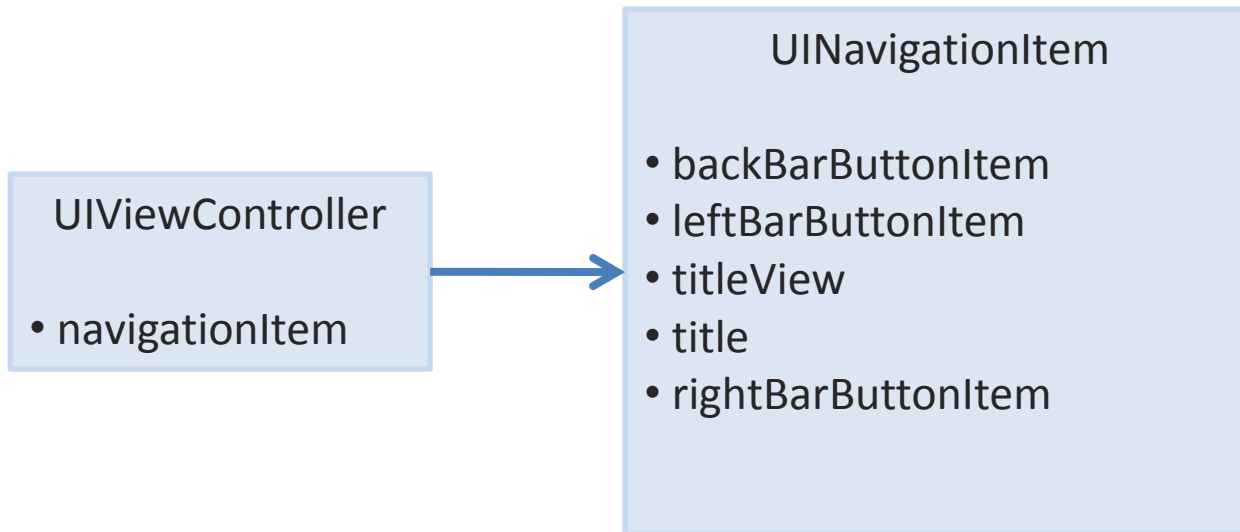 UIViewController
• navigationItem
UINavigationItem
• backBarButtonItem
• leftBarButtonItem
• titleView
• title
• rightBarButtonItem